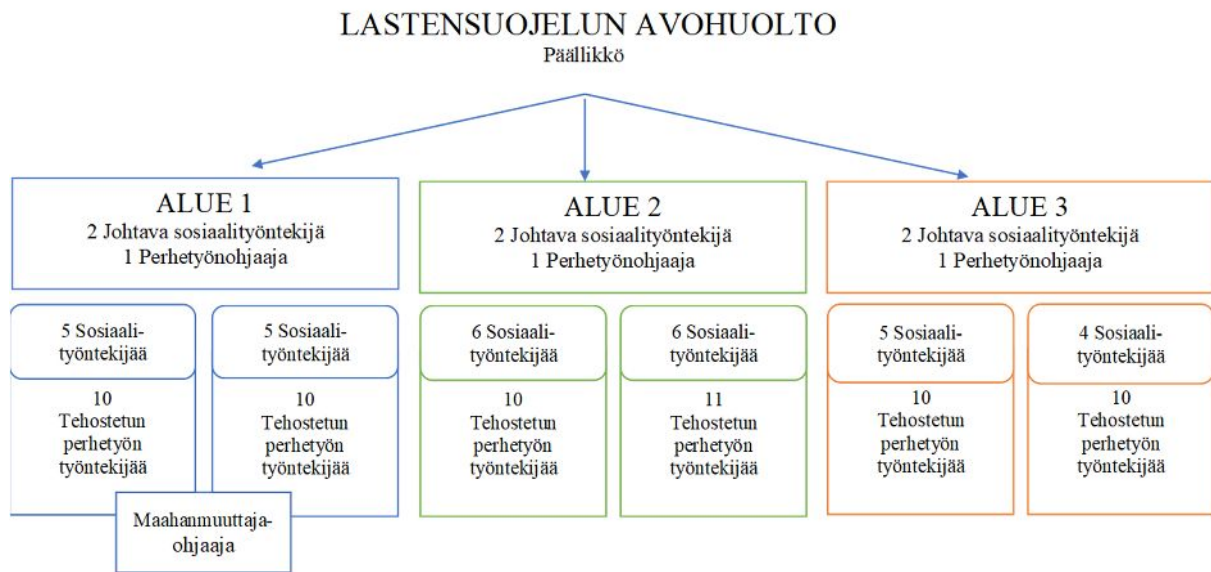 LASTENSUOJELUN AVOHUOLTO
Päällikkö
ALUE 1
2 Johtava sosiaalityöntekijä
1 Perhetyönohjaaja
ALUE 2
2 Johtava sosiaalityöntekijä
1 Perhetyönohjaaja
ALUE 3
2 Johtava sosiaalityöntekijä
1 Perhetyönohjaaja
5 Sosiaali-
työntekijää
10
Tehostetun
perhetyön
työntekijää
5 Sosiaali-
työntekijää
10
Tehostetun
perhetyön
työntekijää
Maahanmuuttaja-
ohjaaja
6 Sosiaali-
työntekijää
10
Tehostetun
perhetyön
työntekijää
6 Sosiaali-
työntekijää
11
Tehostetun
perhetyön
työntekijää
5 Sosiaali-
työntekijää
10
Tehostetun
perhetyön
työntekijää
4 Sosiaali-
työntekijää
10
Tehostetun
perhetyön
työntekijää